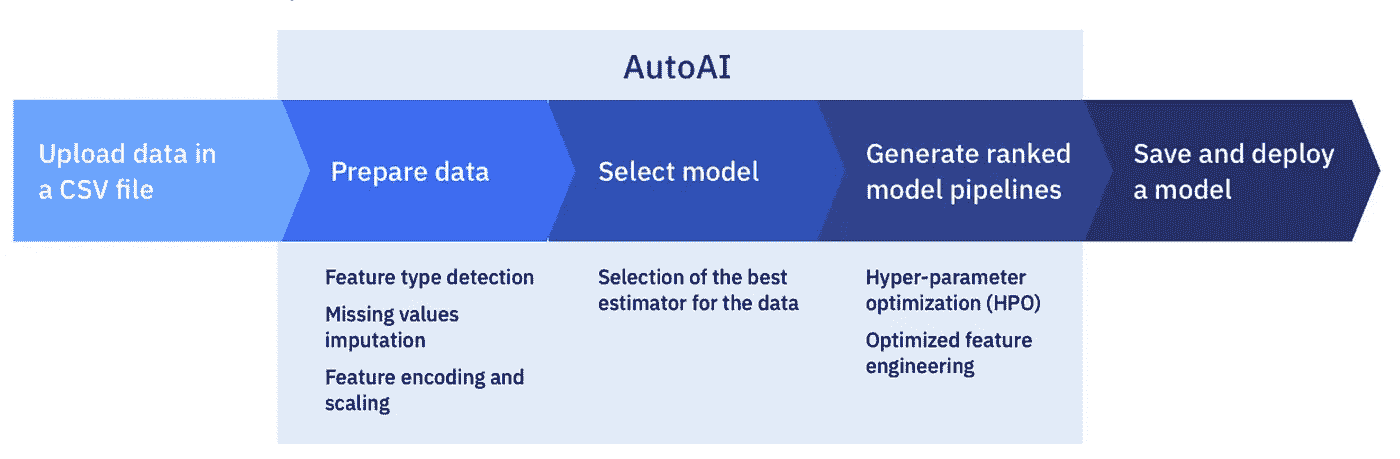 AutoAI
Upload data in
a CSV file
Prepare data
Select model
Generate ranked
model pipelines
Save and deploy
a model
Feature type detection
Missing values
imputation
Feature encoding and
scaling
Selection of the best
estimator for the data
Hyper-parameter
optimization (HPO)
Optimized feature
engineering